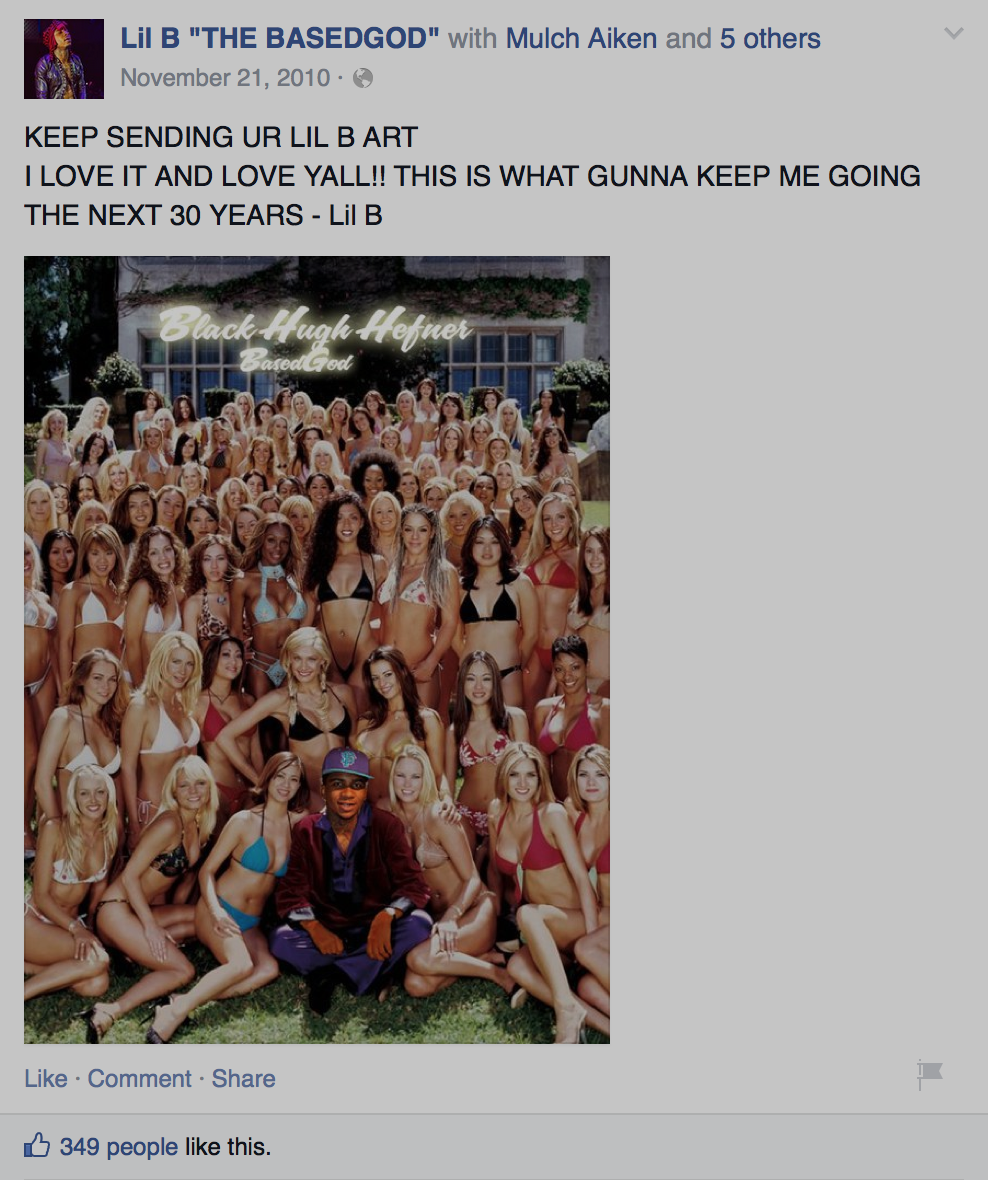 Lil B "THE BASEDGOD" with Mulch Aiken and 5 others
November 21, 2010 ·
KEEP SENDING UR LIL B ART
I LOVE IT AND LOVE YALL!! THIS IS WHAT GUNNA KEEP ME GOING
THE NEXT 30 YEARS - Lil B
Black Hugh Hefner
BasedGod
Like · Comment · Share
349 people like this.